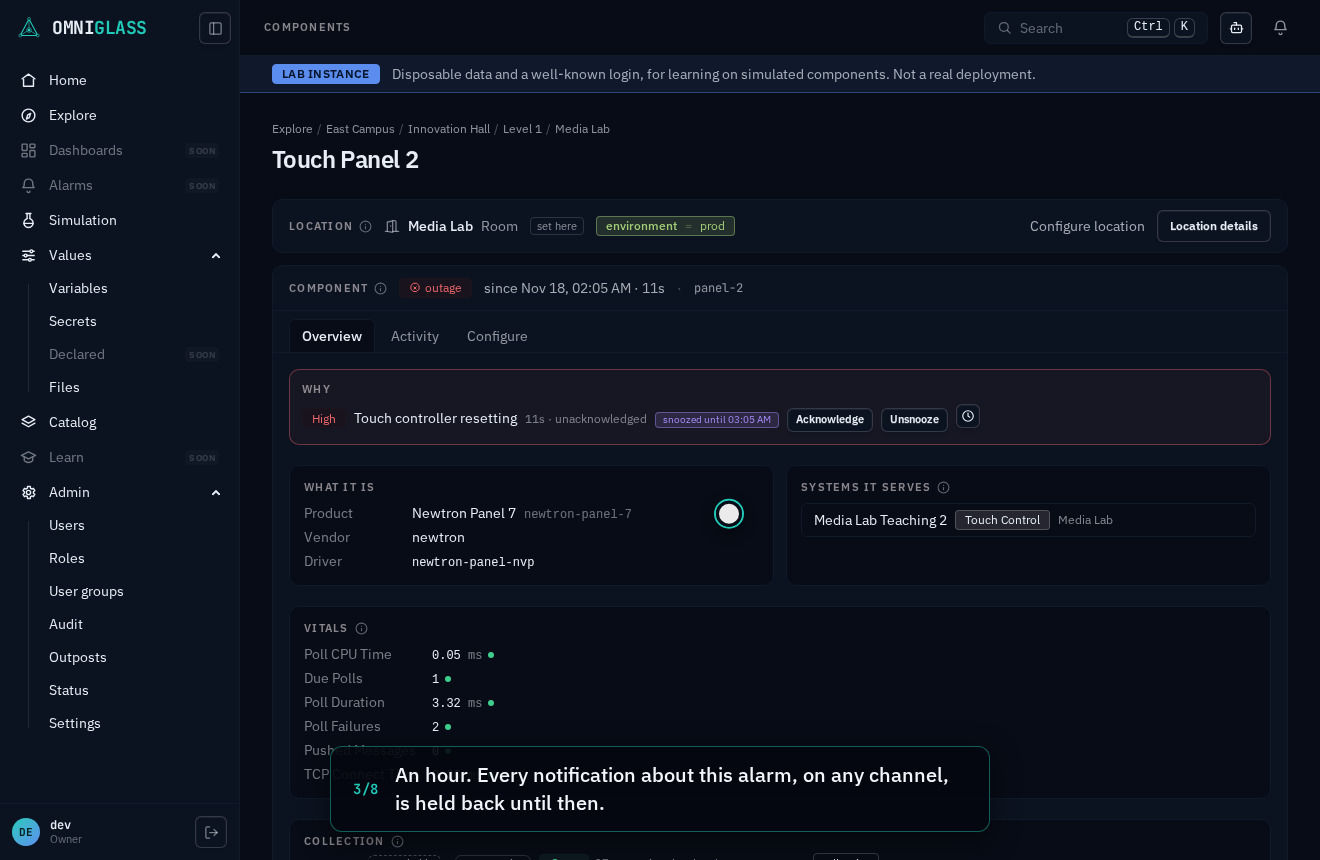 OMNIGLASS
COMPONENTS
Search Ctrl K
LAB INSTANCE Disposable data and a well-known login, for learning on simulated components. Not a real deployment.
Home
Explore
Dashboards SOON
Alarms SOON
Simulation
Values
Variables
Secrets
Declared SOON
Files
Catalog
Learn SOON
Admin
Users
Roles
User groups
Audit
Outposts
Status
Settings
DE dev
Owner
Explore / East Campus / Innovation Hall / Level 1 / Media Lab
Touch Panel 2
LOCATION Media Lab Room set here environment = prod Configure location Location details
COMPONENT outage since Nov 18, 02:05 AM · 11s · panel-2
Overview Activity Configure
WHY
High Touch controller resetting 11s · unacknowledged snoozed until 03:05 AM Acknowledge Unsnooze
WHAT IT IS
Product Newtron Panel 7 newtron-panel-7
Vendor newtron
Driver newtron-panel-nvp
SYSTEMS IT SERVES
Media Lab Teaching 2 Touch Control Media Lab
VITALS
Poll CPU Time 0.05 ms
Due Polls 1
Poll Duration 3.32 ms
Poll Failures 2
Pushed Messages 0
TCP Connect
3/8 An hour. Every notification about this alarm, on any channel,
is held back until then.
COLLECTION